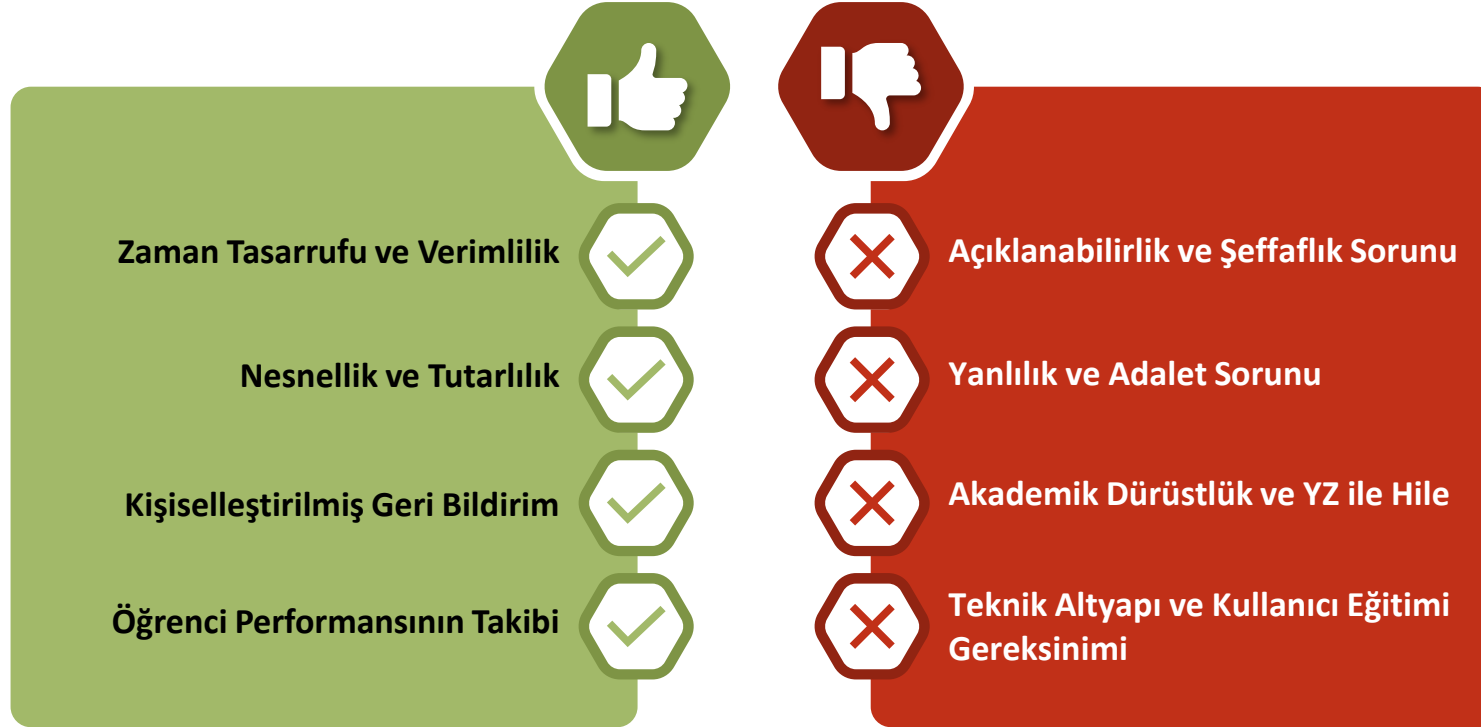 Zaman Tasarrufu ve Verimlilik
Nesnellik ve Tutarlılık
Kişiselleştirilmiş Geri Bildirim
Öğrenci Performansının Takibi
Açıklanabilirlik ve Şeffaflık Sorunu
Yanlılık ve Adalet Sorunu
Akademik Dürüstlük ve YZ ile Hile
Teknik Altyapı ve Kullanıcı Eğitimi
Gereksinimi